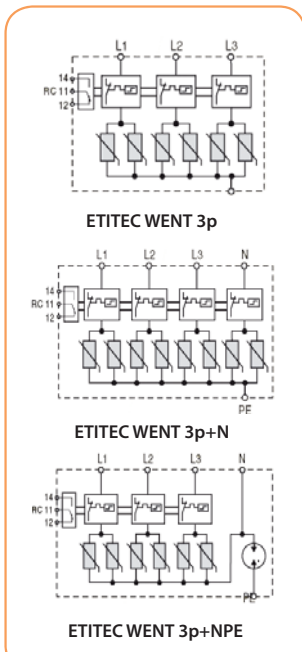 L1 L2 L3
14
RC 11
12
ETITEC WENT 3p
L1 L2 L3 N
14
RC 11
12
PE
ETITEC WENT 3p+N
L1 L2 L3 N
14
RC 11
12
PE
ETITEC WENT 3p+NPE